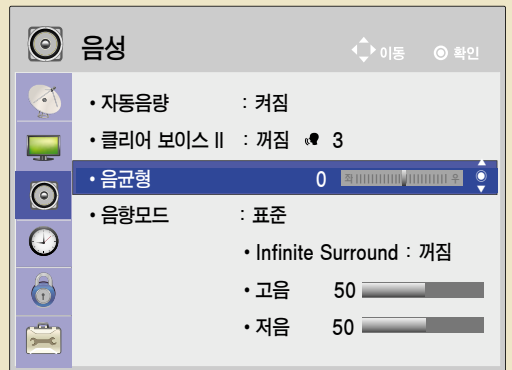 음성 이동 확인
• 자동음량 : 켜짐
• 클리어 보이스 II : 꺼짐 3
• 음균형 0 좌 우
• 음향모드 : 표준
• Infinite Surround : 꺼짐
• 고음 50
• 저음 50